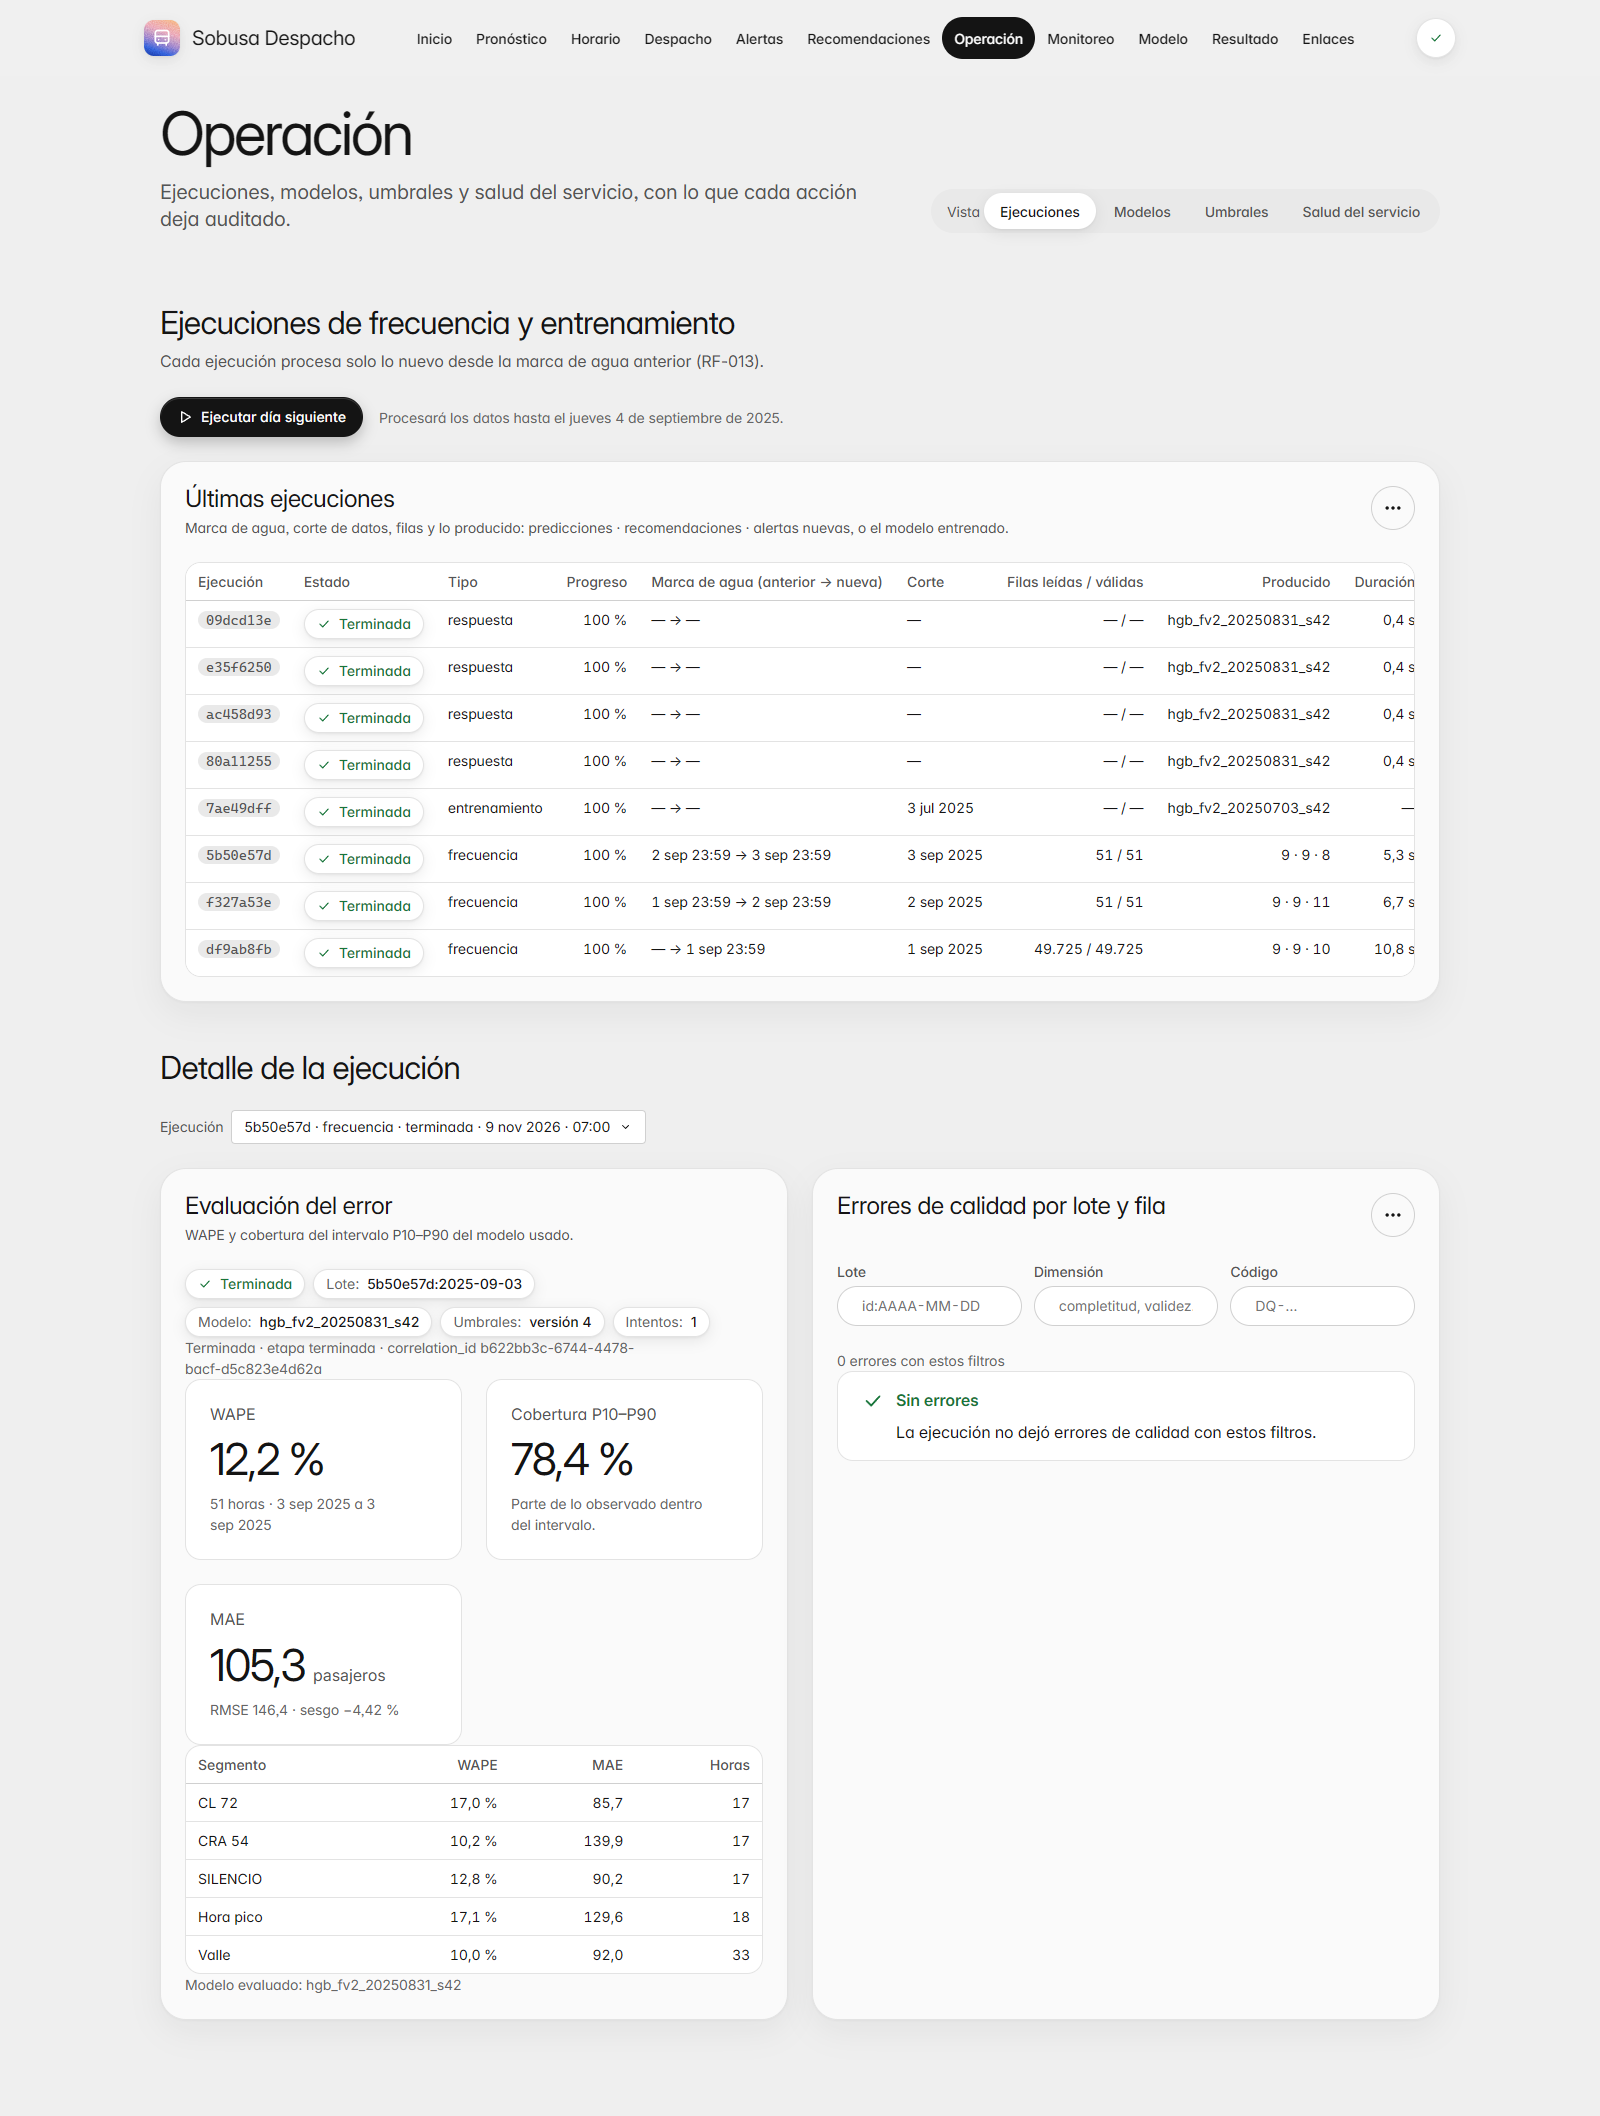 Sobusa Despacho
Inicio Pronóstico Horario Despacho Alertas Recomendaciones Operación Monitoreo Modelo Resultado Enlaces
Operación
Ejecuciones, modelos, umbrales y salud del servicio, con lo que cada acción
deja auditado.
Vista Ejecuciones Modelos Umbrales Salud del servicio
Ejecuciones de frecuencia y entrenamiento
Cada ejecución procesa solo lo nuevo desde la marca de agua anterior (RF-013).
Ejecutar día siguiente Procesará los datos hasta el jueves 4 de septiembre de 2025.
Últimas ejecuciones
Marca de agua, corte de datos, filas y lo producido: predicciones · recomendaciones · alertas nuevas, o el modelo entrenado.
Ejecución Estado Tipo Progreso Marca de agua (anterior → nueva) Corte Filas leídas / válidas Producido Duración
09dcd13e Terminada respuesta 100 % — → — — — / — hgb_fv2_20250831_s42 0,4 s
e35f6250 Terminada respuesta 100 % — → — — — / — hgb_fv2_20250831_s42 0,4 s
ac458d93 Terminada respuesta 100 % — → — — — / — hgb_fv2_20250831_s42 0,4 s
80a11255 Terminada respuesta 100 % — → — — — / — hgb_fv2_20250831_s42 0,4 s
7ae49dff Terminada entrenamiento 100 % — → — 3 jul 2025 — / — hgb_fv2_20250703_s42 —
5b50e57d Terminada frecuencia 100 % 2 sep 23:59 → 3 sep 23:59 3 sep 2025 51 / 51 9 · 9 · 8 5,3 s
f327a53e Terminada frecuencia 100 % 1 sep 23:59 → 2 sep 23:59 2 sep 2025 51 / 51 9 · 9 · 11 6,7 s
df9ab8fb Terminada frecuencia 100 % — → 1 sep 23:59 1 sep 2025 49.725 / 49.725 9 · 9 · 10 10,8 s
Detalle de la ejecución
Ejecución 5b50e57d · frecuencia · terminada · 9 nov 2026 · 07:00
Evaluación del error
WAPE y cobertura del intervalo P10–P90 del modelo usado.
Terminada Lote: 5b50e57d:2025-09-03
Modelo: hgb_fv2_20250831_s42 Umbrales: versión 4 Intentos: 1
Terminada · etapa terminada · correlation_id b622bb3c-6744-4478-
bacf-d5c823e4d62a
WAPE
12,2 %
51 horas · 3 sep 2025 a 3
sep 2025
Cobertura P10–P90
78,4 %
Parte de lo observado dentro
del intervalo.
MAE
105,3 pasajeros
RMSE 146,4 · sesgo −4,42 %
Segmento WAPE MAE Horas
CL 72 17,0 % 85,7 17
CRA 54 10,2 % 139,9 17
SILENCIO 12,8 % 90,2 17
Hora pico 17,1 % 129,6 18
Valle 10,0 % 92,0 33
Modelo evaluado: hgb_fv2_20250831_s42
Errores de calidad por lote y fila
Lote Dimensión Código
id:AAAA-MM-DD completitud, validez DQ-...
0 errores con estos filtros
Sin errores
La ejecución no dejó errores de calidad con estos filtros.